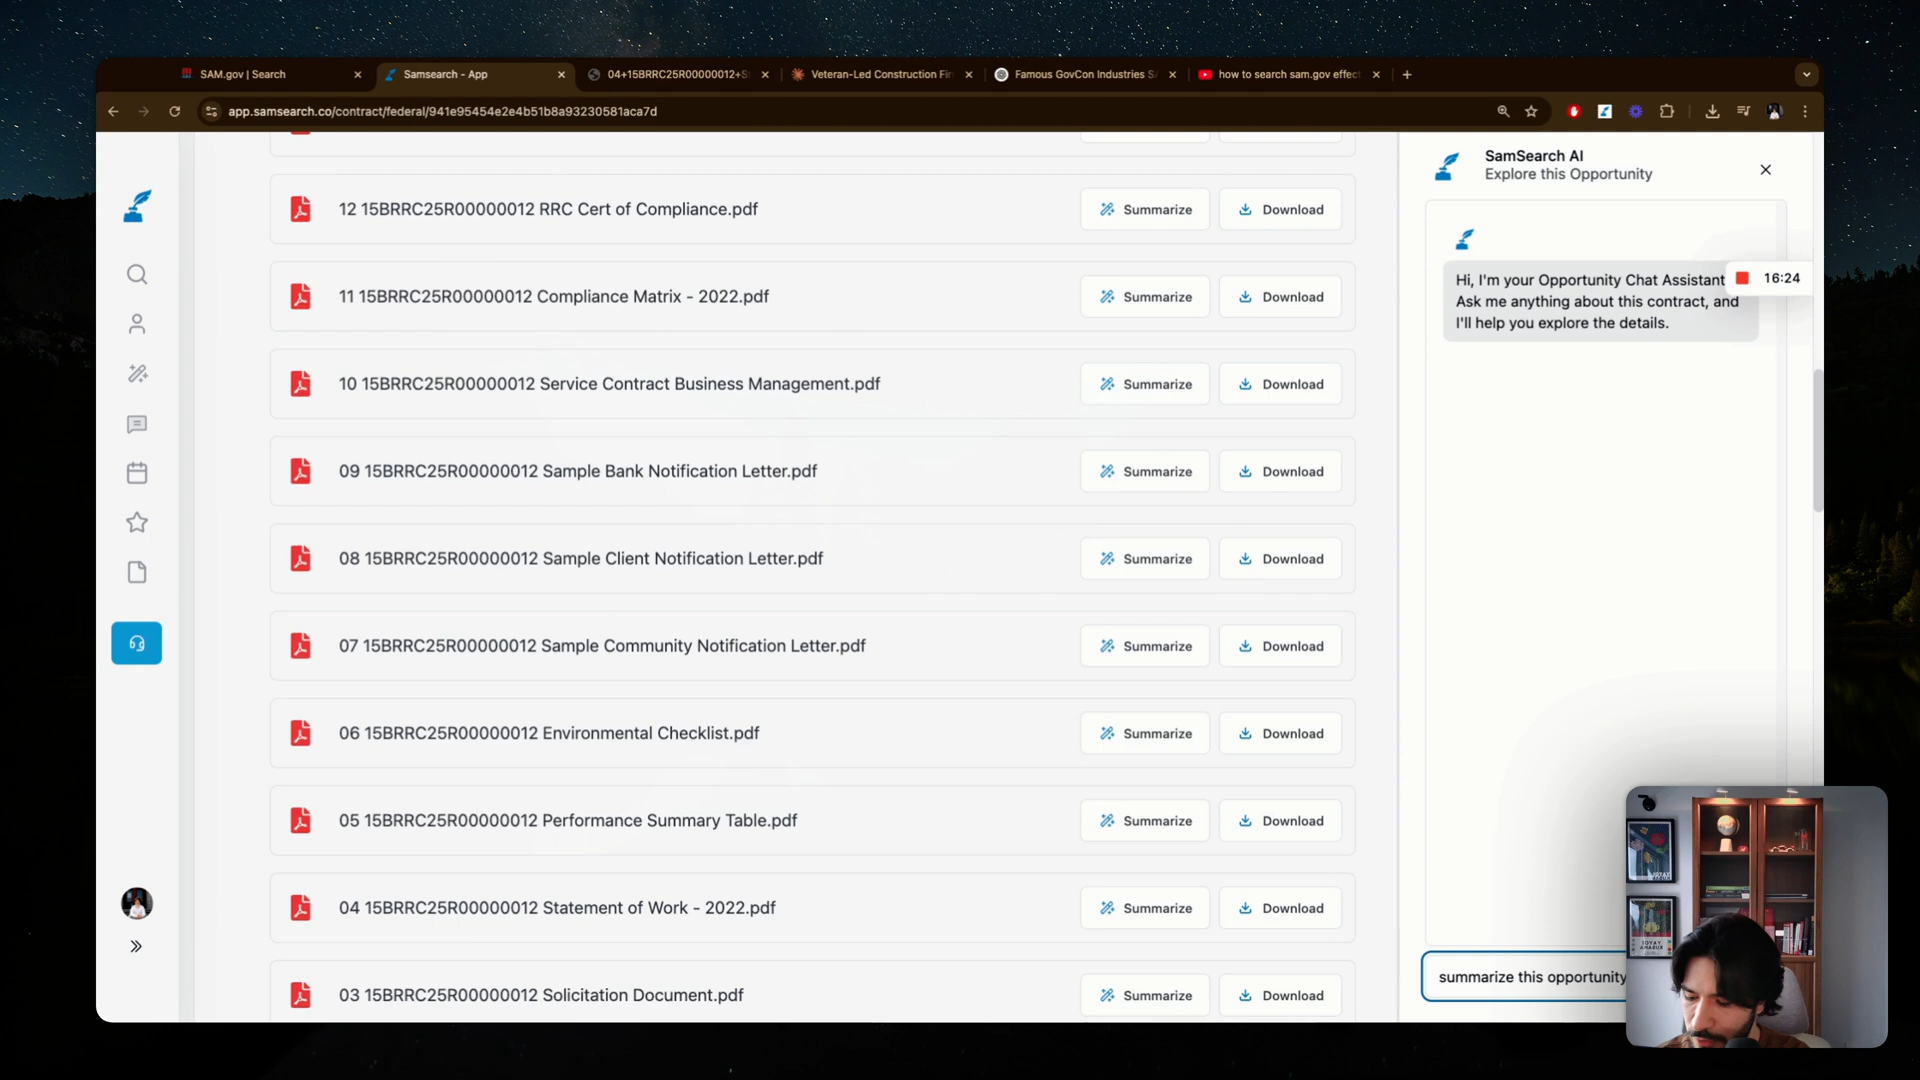 SAM.gov | Search
Samsearch - App
04+15BRRC25R00000012+S
Veteran-Led Construction Fir
Famous GovCon Industries S
how to search sam.gov effect
app.samsearch.co/contract/federal/941e95454e2e4b51b8a93230581aca7d
12 15BRRC25R00000012 RRC Cert of Compliance.pdf
Summarize
Download
11 15BRRC25R00000012 Compliance Matrix - 2022.pdf
Summarize
Download
10 15BRRC25R00000012 Service Contract Business Management.pdf
Summarize
Download
09 15BRRC25R00000012 Sample Bank Notification Letter.pdf
Summarize
Download
08 15BRRC25R00000012 Sample Client Notification Letter.pdf
Summarize
Download
07 15BRRC25R00000012 Sample Community Notification Letter.pdf
Summarize
Download
06 15BRRC25R00000012 Environmental Checklist.pdf
Summarize
Download
05 15BRRC25R00000012 Performance Summary Table.pdf
Summarize
Download
04 15BRRC25R00000012 Statement of Work - 2022.pdf
Summarize
Download
03 15BRRC25R00000012 Solicitation Document.pdf
Summarize
Download
SamSearch AI
Explore this Opportunity
Hi, I'm your Opportunity Chat Assistant
Ask me anything about this contract, and
I'll help you explore the details.
16:24
summarize this opportunity